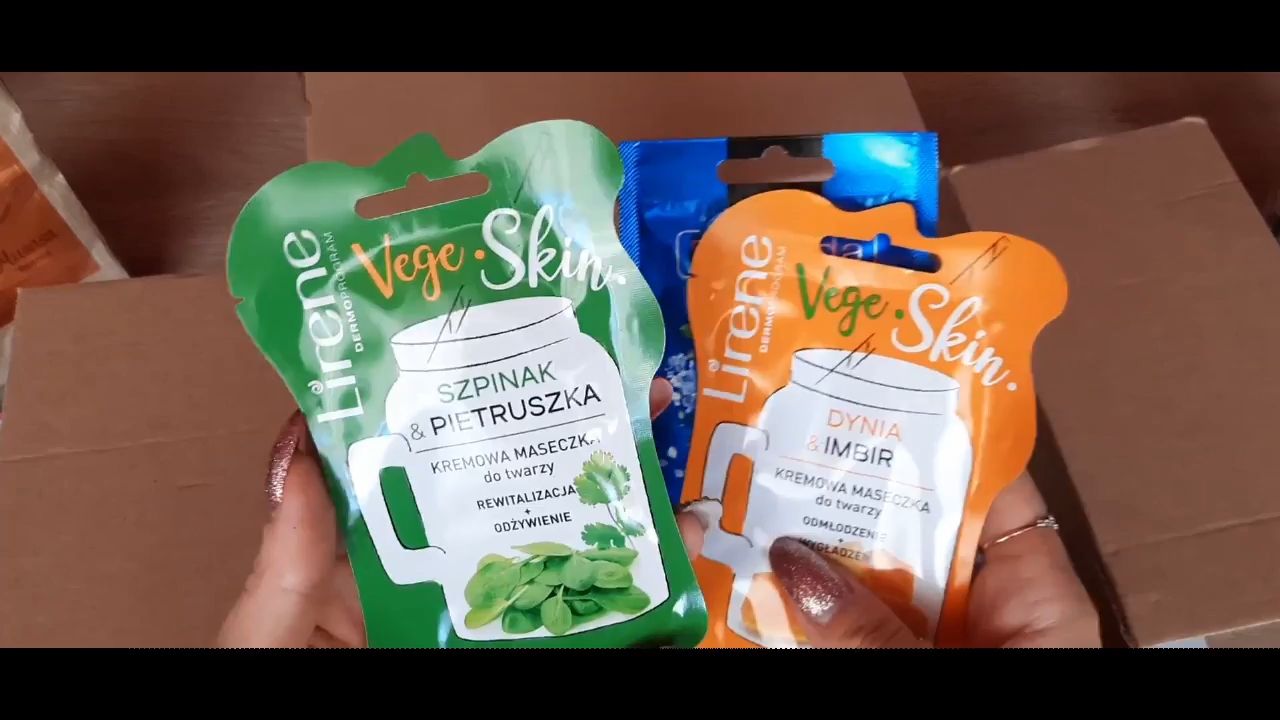 Lirene
DERMOPROGRAM
Vege Skin.
SZPINAK
& PIETRUSZKA
KREMOWA MASECZKA
do twarzy
REWITALIZACJA
+
ODŻYWIENIE
Lirene
DERMOPROGRAM
Vege Skin.
DYNIA
& IMBIR
KREMOWA MASECZKA
do twarzy
ODMŁODZENIE
+